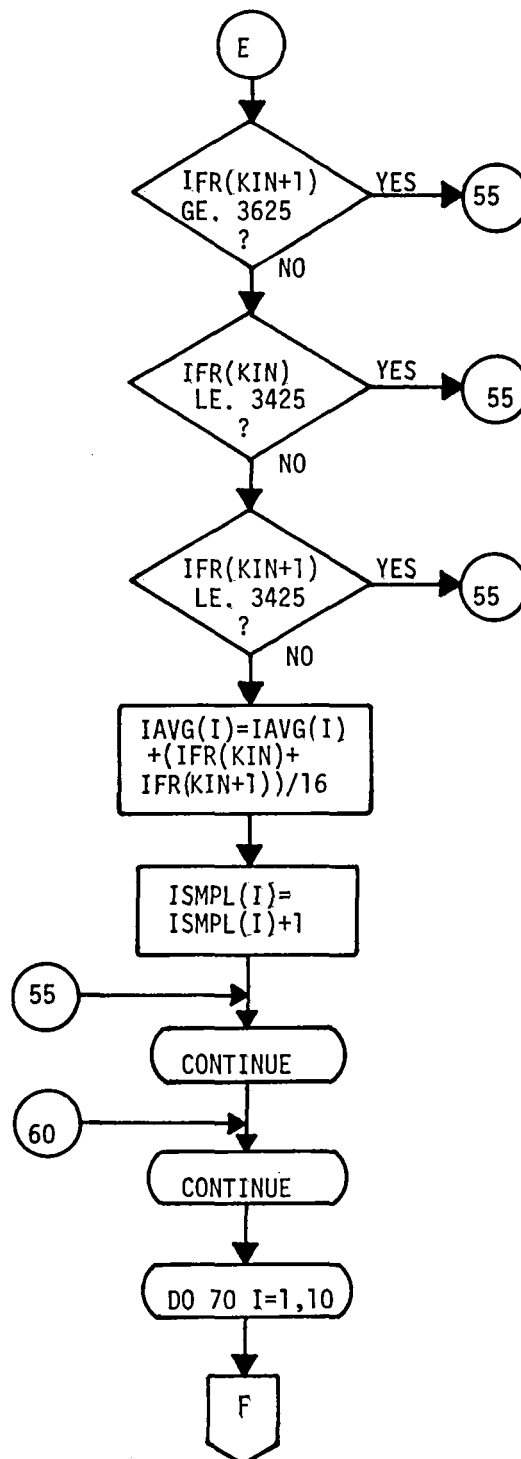 E
IFR(KIN+1)
GE. 3625
?
YES
55
NO
IFR(KIN)
LE. 3425
?
YES
55
NO
IFR(KIN+1)
LE. 3425
?
YES
55
NO
IAVG(I)=IAVG(I)
+(IFR(KIN)+
IFR(KIN+1))/16
ISMPL(I)=
ISMPL(I)+1
55
CONTINUE
60
CONTINUE
DO 70 I=1,10
F